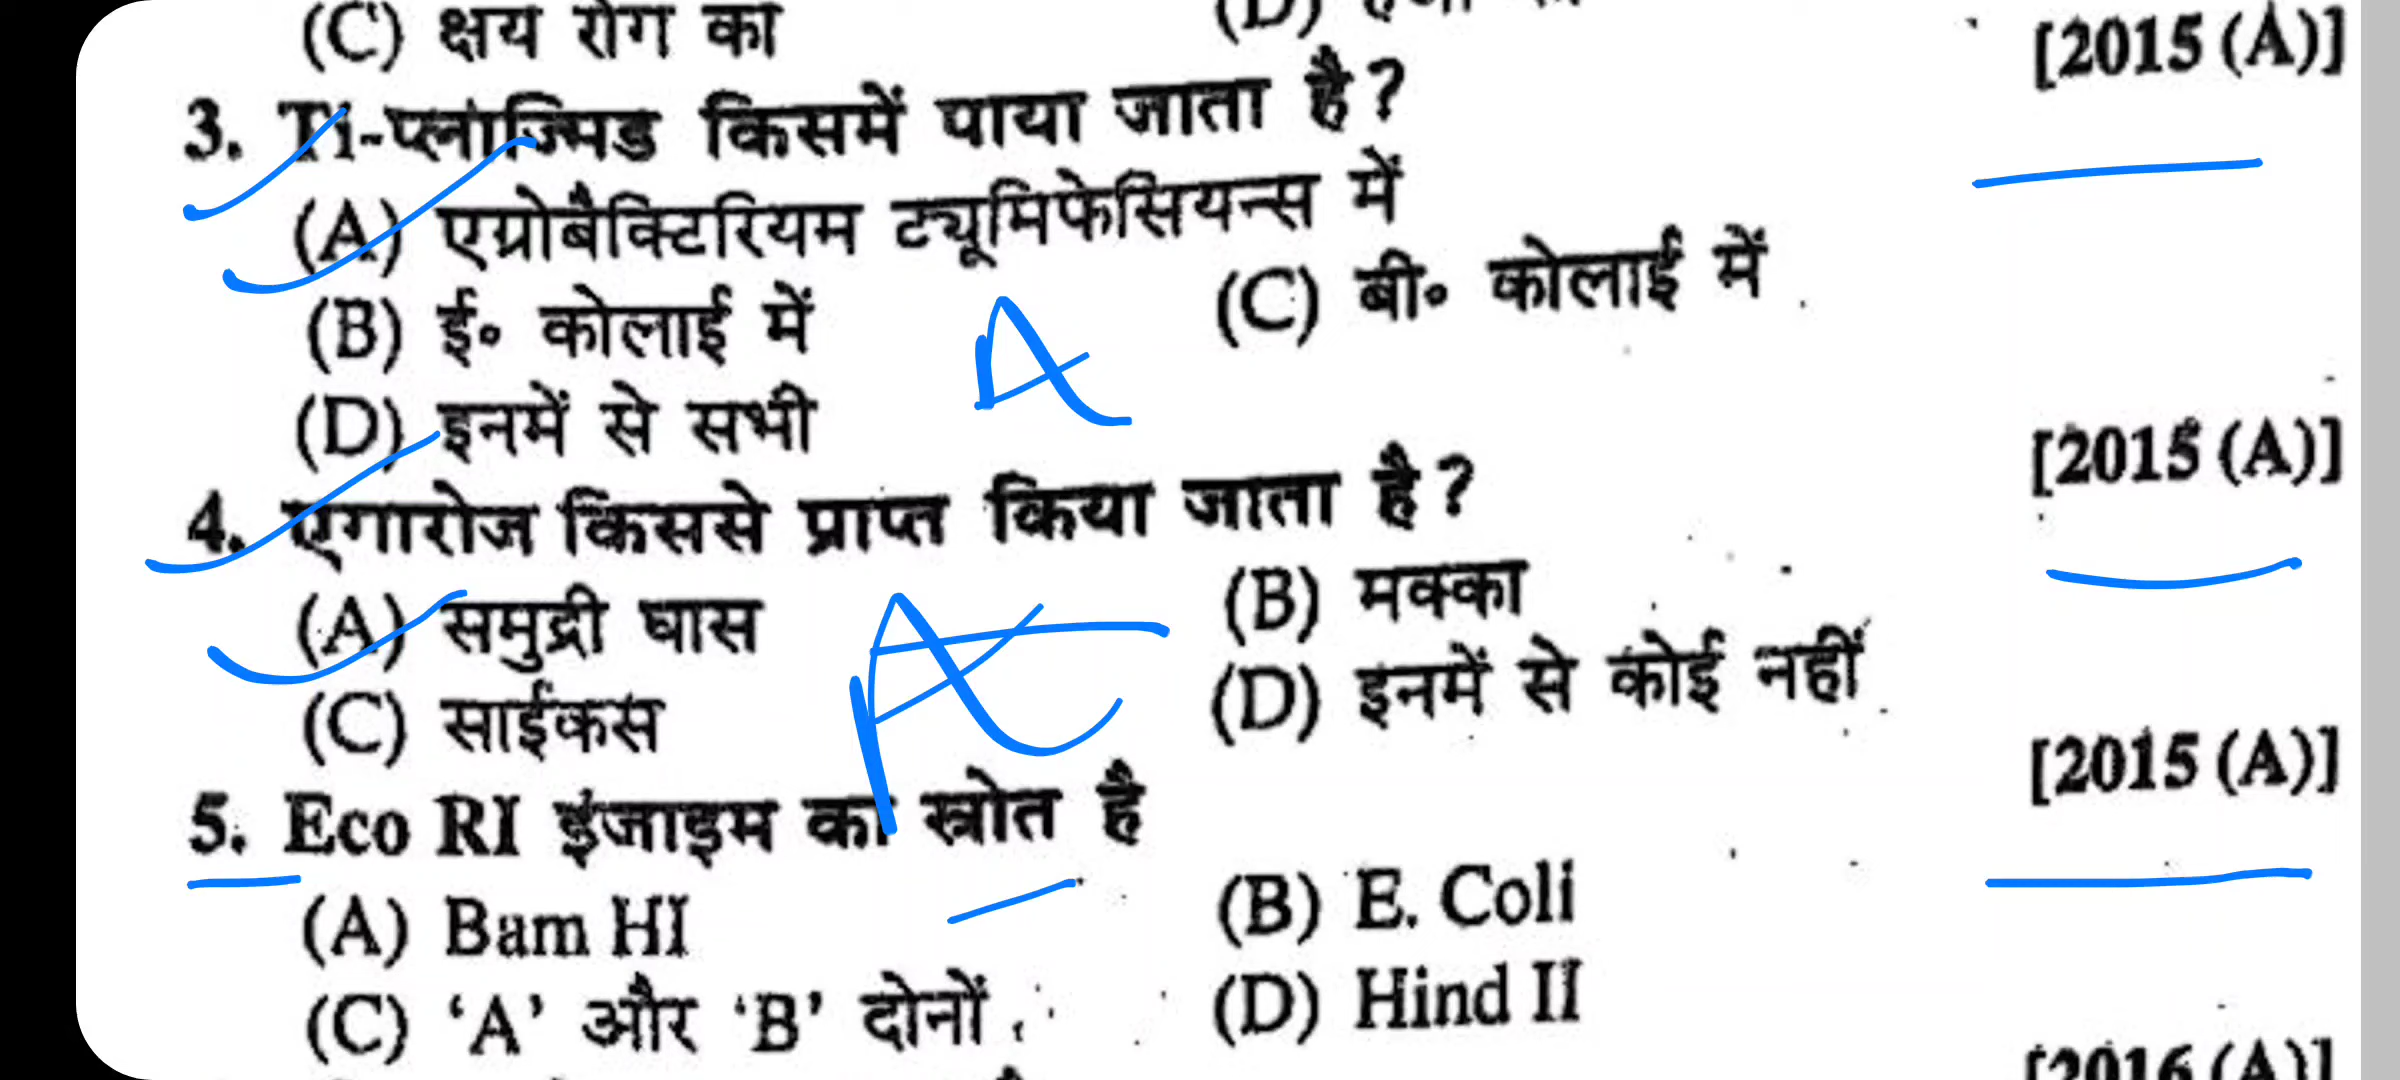 (C) क्षय रोग का (D)
[2015 (A)]
3. Ti-प्लाज्मिड किसमें पाया जाता है?
(A) एग्रोबैक्टिरियम ट्यूमिफेसियन्स में
(B) ई॰ कोलाई में (C) बी॰ कोलाई में
A
(D) इनमें से सभी
[2015 (A)]
4. एगारोज किससे प्राप्त किया जाता है?
(A) समुद्री घास (B) मक्का
A
(C) साईकस (D) इनमें से कोई नहीं
[2015 (A)]
5. Eco RI इंजाइम का स्रोत है
(A) Bam HI (B) E. Coli
(C) ‘A’ और ‘B’ दोनों (D) Hind II
[2016 (A)]